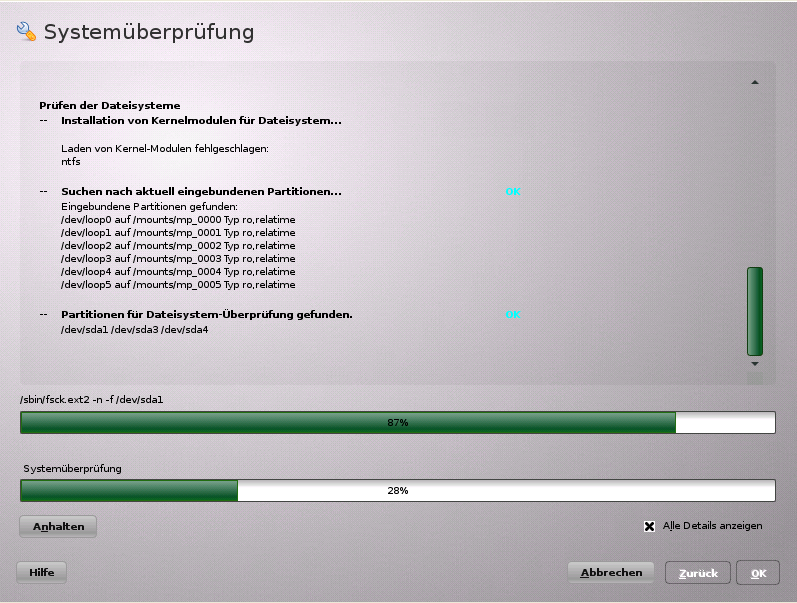 Systemüberprüfung
Prüfen der Dateisysteme
-- Installation von Kernelmodulen für Dateisystem...
Laden von Kernel-Modulen fehlgeschlagen:
ntfs
-- Suchen nach aktuell eingebundenen Partitionen... OK
Eingebundene Partitionen gefunden:
/dev/loop0 auf /mounts/mp_0000 Typ ro,relatime
/dev/loop1 auf /mounts/mp_0001 Typ ro,relatime
/dev/loop2 auf /mounts/mp_0002 Typ ro,relatime
/dev/loop3 auf /mounts/mp_0003 Typ ro,relatime
/dev/loop4 auf /mounts/mp_0004 Typ ro,relatime
/dev/loop5 auf /mounts/mp_0005 Typ ro,relatime
-- Partitionen für Dateisystem-Überprüfung gefunden. OK
/dev/sda1 /dev/sda3 /dev/sda4
/sbin/fsck.ext2 -n -f /dev/sda1
87%
Systemüberprüfung
28%
Anhalten Alle Details anzeigen
Hilfe Abbrechen Zurück OK